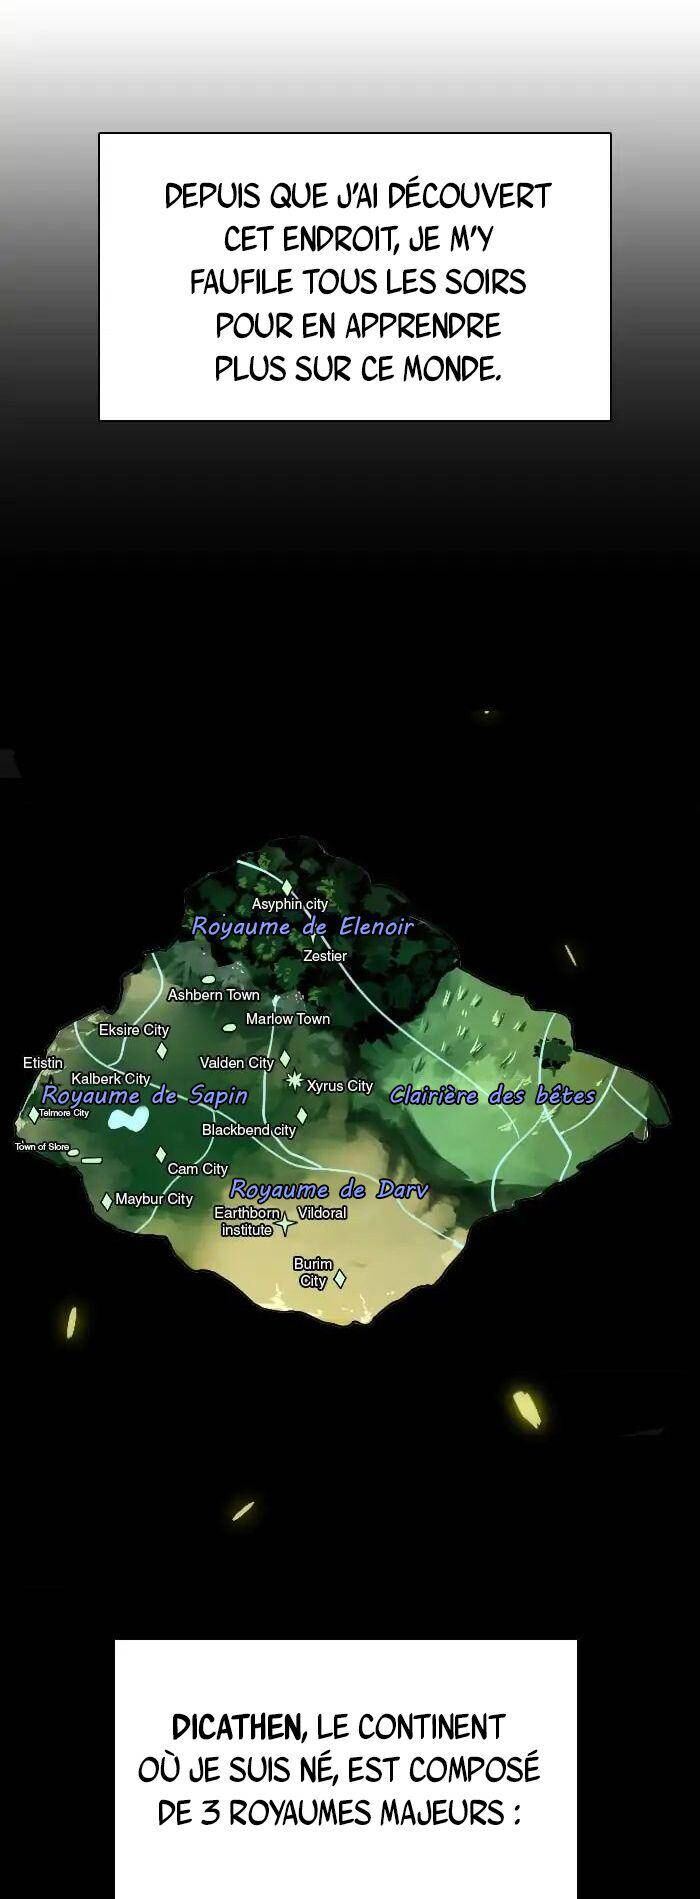 DEPUIS QUE J'AI DÉCOUVERT
CET ENDROIT, JE M'Y
FAUFILE TOUS LES SOIRS
POUR EN APPRENDRE
PLUS SUR CE MONDE.
Asyphin city
Royaume de Elenoir
Zestier
Ashbern Town
Marlow Town
Eksire City
Etistin
Valden City
Kalberk City
Xyrus City
Royaume de Sapin
Clairière des bêtes
Telmore City
Blackbend city
Town of Slore
Cam City
Royaume de Darv
Maybur City
Earthborn
institute
Vildoral
Burim
City
DICATHEN, LE CONTINENT
OÙ JE SUIS NÉ, EST COMPOSÉ
DE 3 ROYAUMES MAJEURS :